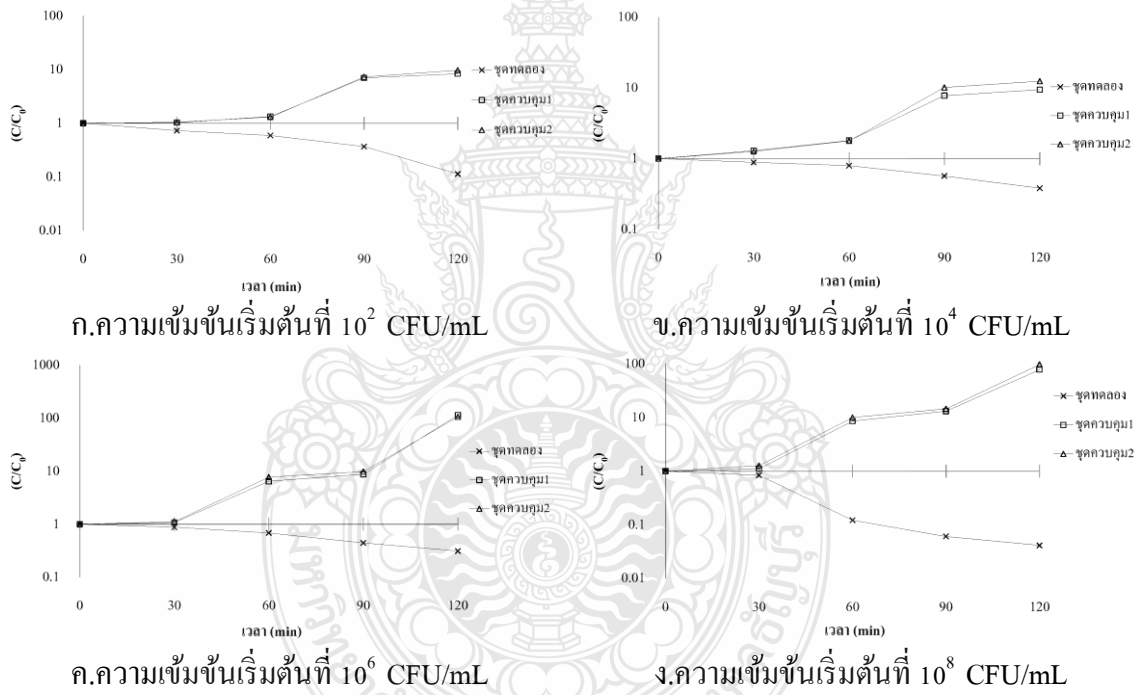 100
10
1
0.1
0.01
(C/C₀)
0 30 60 90 120
เวลา (min)
ชุดทดลอง
ชุดควบคุม1
ชุดควบคุม2
ก.ความเข้มข้นเริ่มต้นที่ 10² CFU/mL
100
10
1
0.1
(C/C₀)
0 30 60 90 120
เวลา (min)
ชุดทดลอง
ชุดควบคุม1
ชุดควบคุม2
ข.ความเข้มข้นเริ่มต้นที่ 10⁴ CFU/mL
1000
100
10
1
0.1
(C/C₀)
0 30 60 90 120
เวลา (min)
ชุดทดลอง
ชุดควบคุม1
ชุดควบคุม2
ค.ความเข้มข้นเริ่มต้นที่ 10⁶ CFU/mL
100
10
1
0.1
0.01
(C/C₀)
0 30 60 90 120
เวลา (min)
ชุดทดลอง
ชุดควบคุม1
ชุดควบคุม2
ง.ความเข้มข้นเริ่มต้นที่ 10⁸ CFU/mL